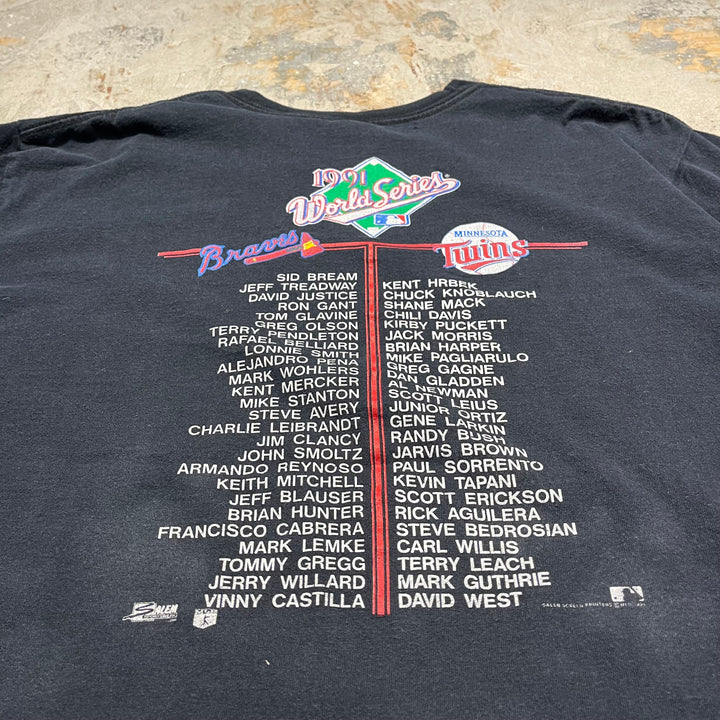 1991
World Series
Braves
MINNESOTA
Twins
SID BREAM
JEFF TREADWAY
DAVID JUSTICE
RON GANT
TOM GLAVINE
GREG OLSON
TERRY PENDLETON
RAFAEL BELLIARD
LONNIE SMITH
ALEJANDRO PENA
MARK WOHLERS
KENT MERCKER
MIKE STANTON
STEVE AVERY
CHARLIE LEIBRANDT
JIM CLANCY
JOHN SMOLTZ
ARMANDO REYNOSO
KEITH MITCHELL
JEFF BLAUSER
BRIAN HUNTER
FRANCISCO CABRERA
MARK LEMKE
TOMMY GREGG
JERRY WILLARD
VINNY CASTILLA
KENT HRBEK
CHUCK KNOBLAUCH
SHANE MACK
CHILI DAVIS
KIRBY PUCKETT
JACK MORRIS
BRIAN HARPER
MIKE PAGLIARULO
GREG GAGNE
DAN GLADDEN
AL NEWMAN
SCOTT LEIUS
JUNIOR ORTIZ
GENE LARKIN
RANDY BUSH
JARVIS BROWN
PAUL SORRENTO
KEVIN TAPANI
SCOTT ERICKSON
RICK AGUILERA
STEVE BEDROSIAN
CARL WILLIS
TERRY LEACH
MARK GUTHRIE
DAVID WEST
SALEM
SALEM SCREEN PRINTERS ©